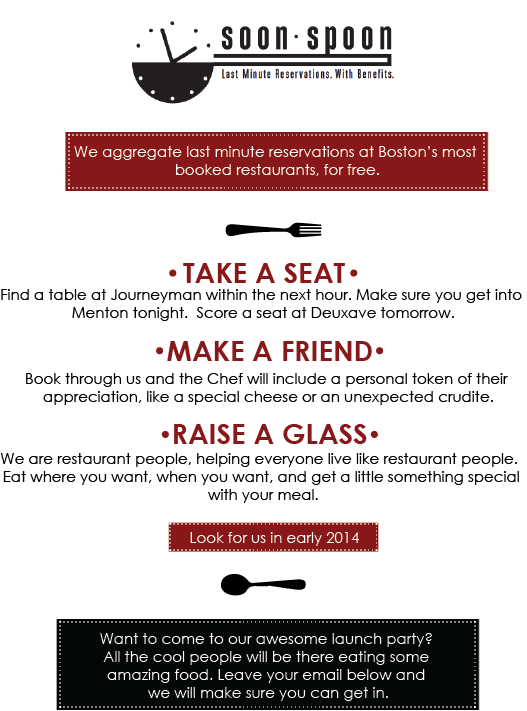 soon·spoon
Last Minute Reservations. With Benefits.
We aggregate last minute reservations at Boston's most
booked restaurants, for free.
•TAKE A SEAT•
Find a table at Journeyman within the next hour. Make sure you get into
Menton tonight.  Score a seat at Deuxave tomorrow.
•MAKE A FRIEND•
Book through us and the Chef will include a personal token of their
appreciation, like a special cheese or an unexpected crudite.
•RAISE A GLASS•
We are restaurant people, helping everyone live like restaurant people.
Eat where you want, when you want, and get a little something special
with your meal.
Look for us in early 2014
Want to come to our awesome launch party?
All the cool people will be there eating some
amazing food. Leave your email below and
we will make sure you can get in.